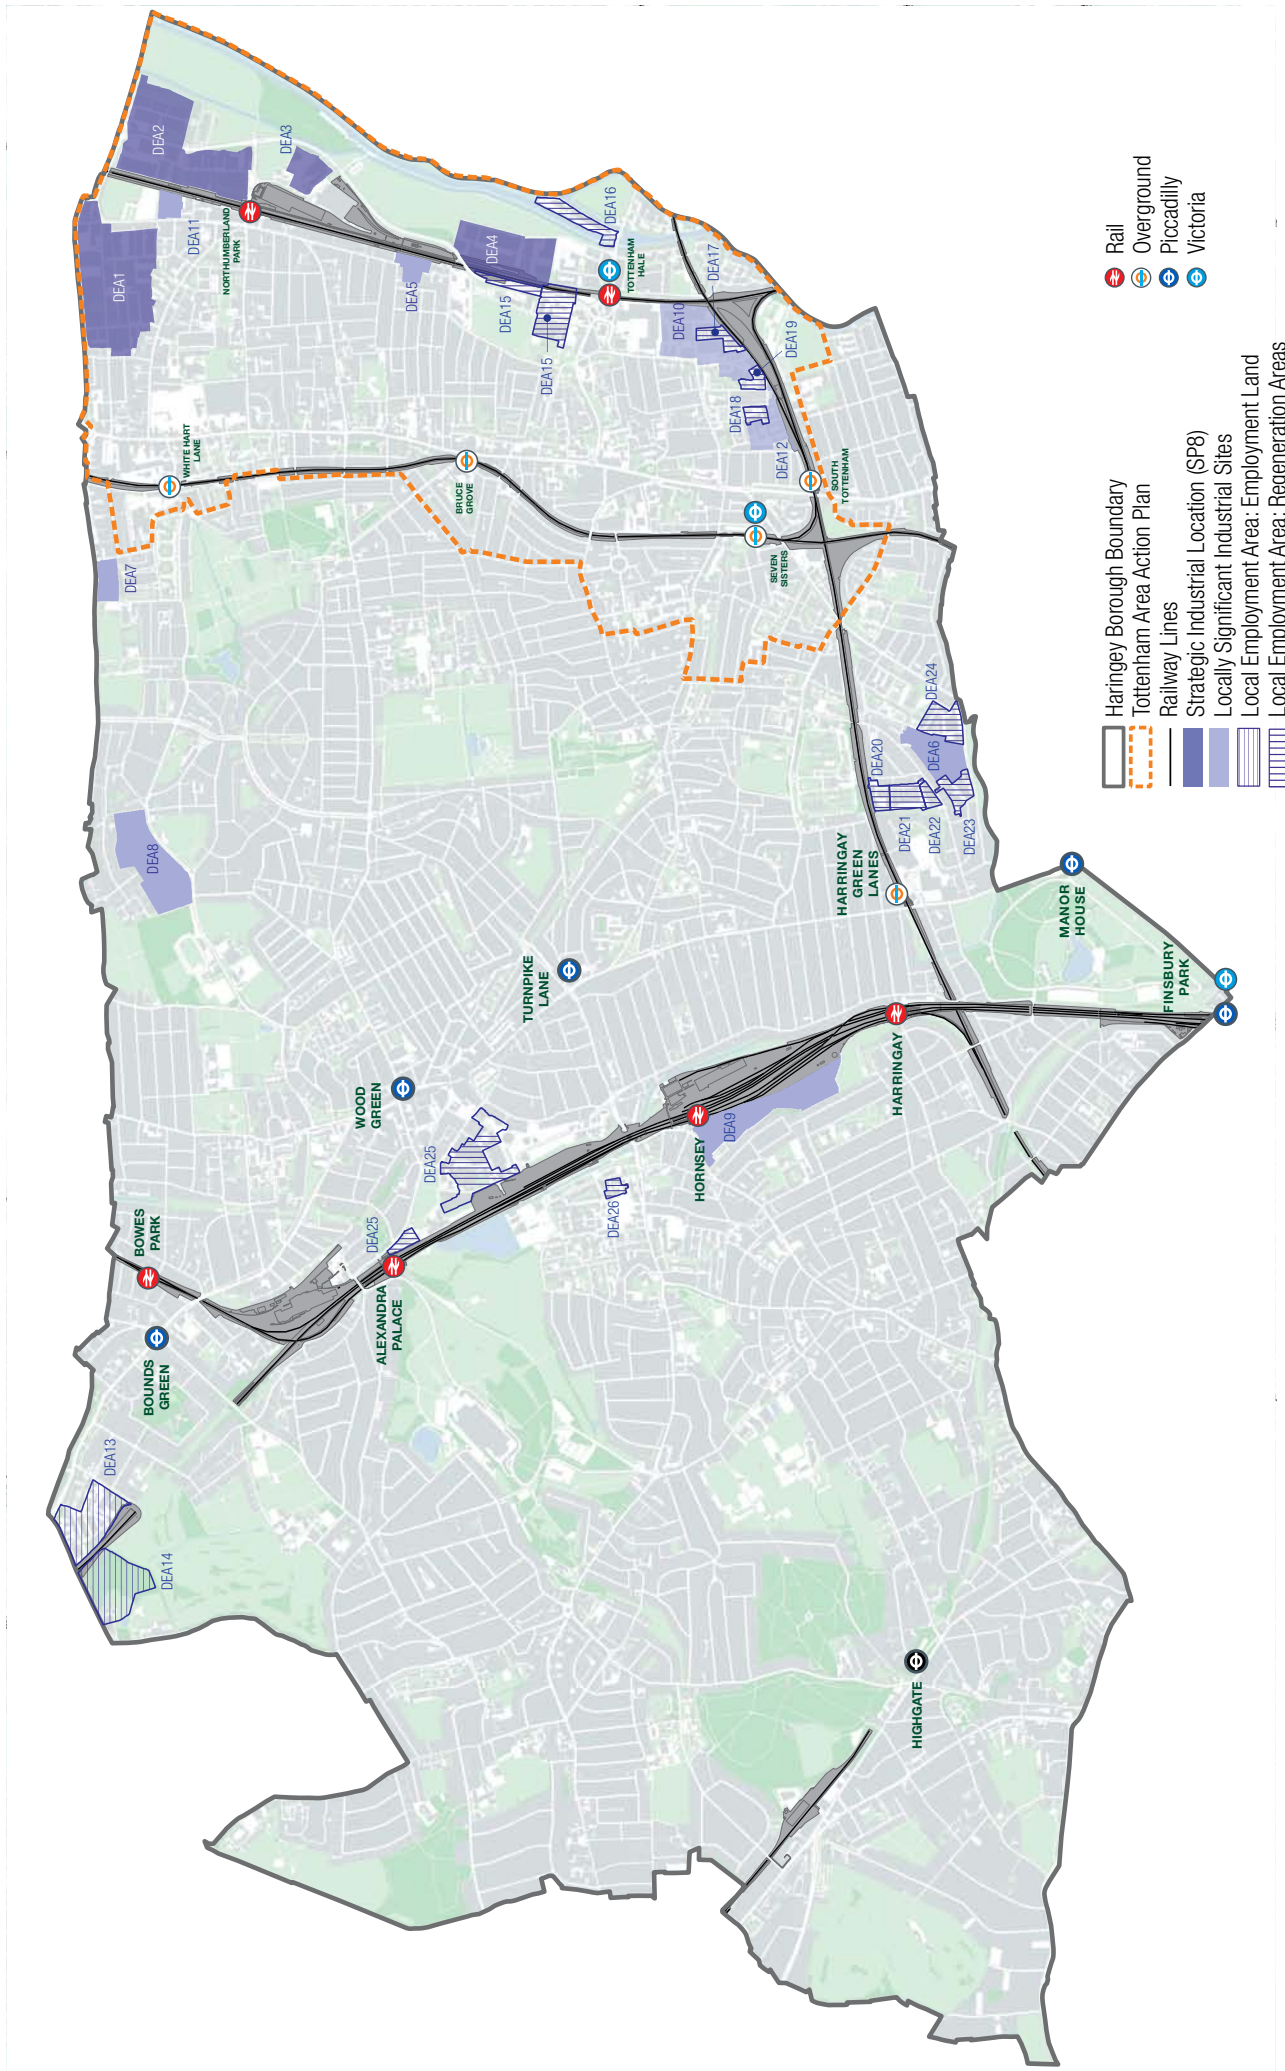 DEA2
DEA3
DEA1
DEA11
NORTHUMBERLAND
PARK
DEA4
DEA5
DEA16
TOTTENHAM
HALE
DEA15
DEA15
DEA17
DEA10
DEA19
DEA18
DEA12
WHITE HART
LANE
BRUCE
GROVE
SOUTH
TOTTENHAM
SEVEN
SISTERS
DEA7
DEA8
DEA24
DEA6
DEA20
DEA21
DEA22
DEA23
HARRINGAY
GREEN
LANES
MANOR
HOUSE
FINSBURY
PARK
TURNPIKE
LANE
WOOD
GREEN
HARRINGAY
DEA9
HORNSEY
DEA25
DEA25
DEA26
BOWES
PARK
ALEXANDRA
PALACE
BOUNDS
GREEN
DEA13
DEA14
HIGHGATE
Haringey Borough Boundary
Tottenham Area Action Plan
Railway Lines
Strategic Industrial Location (SP8)
Locally Significant Industrial Sites
Local Employment Area: Employment Land
Local Employment Area: Regeneration Areas
Rail
Overground
Piccadilly
Victoria